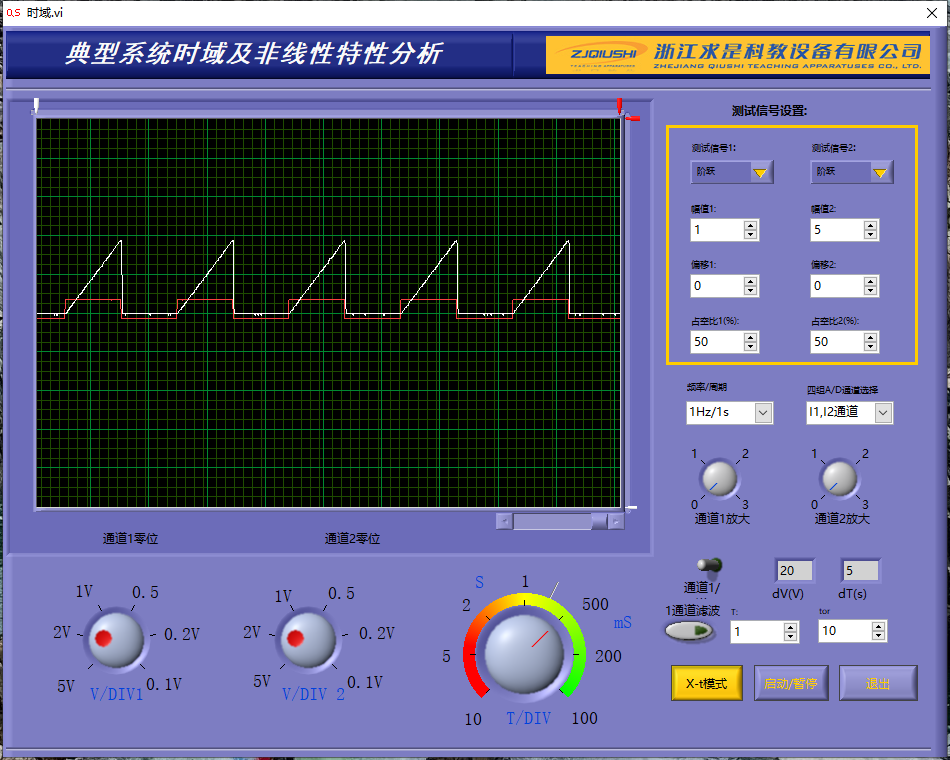 时域.vi
典型系统时域及非线性特性分析
ZJQIUSHI
浙江求是科教设备有限公司
ZHEJIANG QIUSHI TEACHING APPARATUSES CO., LTD.
测试信号设置:
测试信号1: 测试信号2:
阶跃 阶跃
幅值1: 幅值2:
1 5
偏移1: 偏移2:
0 0
占空比1(%): 占空比2(%):
50 50
频率/周期 四组A/D通道选择
1Hz/1s I1,I2通道
1 2 1 2
0 3 0 3
通道1放大 通道2放大
通道1零位 通道2零位
1V 0.5 1V 0.5
2V 0.2V 2V 0.2V
5V 0.1V 5V 0.1V
V/DIV1 V/DIV 2
S 1
2 500
mS
5 200
10 T/DIV 100
20 5
通道1/ dV(V) dT(s)
1通道滤波 T: tor
1 10
X-t模式 启动/暂停 退出